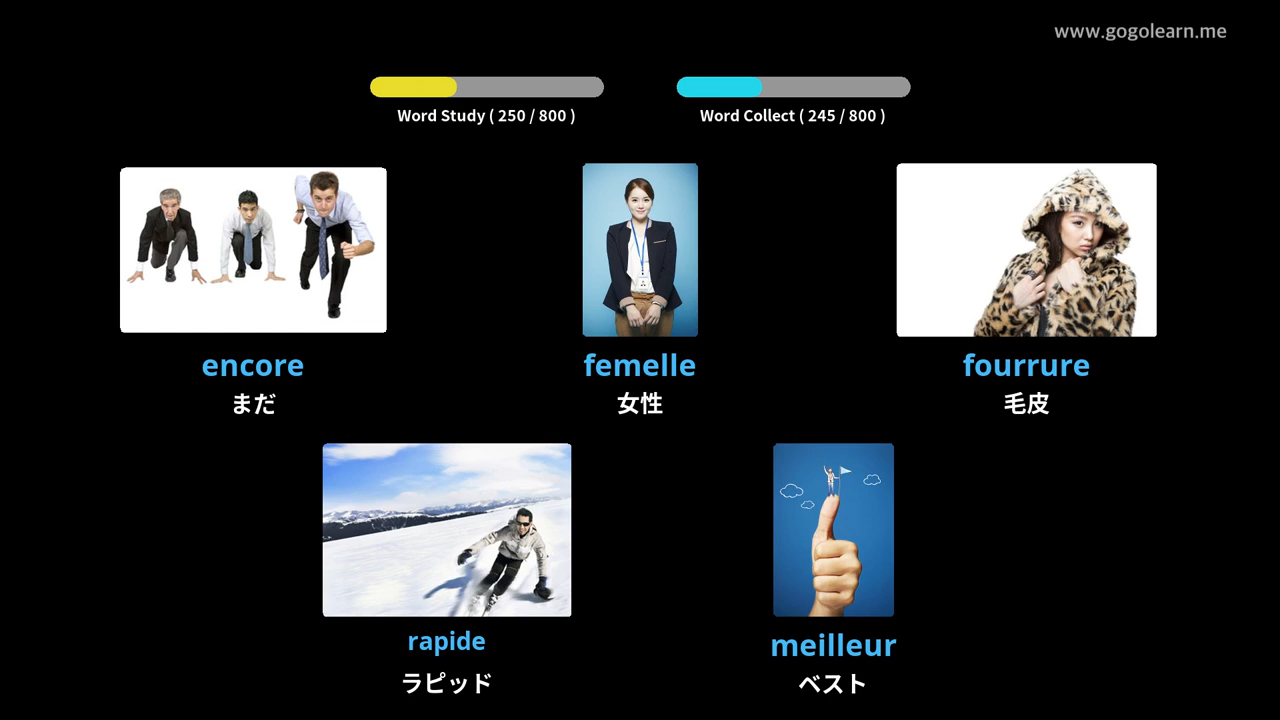 www.gogolearn.me
Word Study ( 250 / 800 )
Word Collect ( 245 / 800 )
encore
femelle
fourrure
まだ
女性
毛皮
rapide
meilleur
ラピッド
ベスト